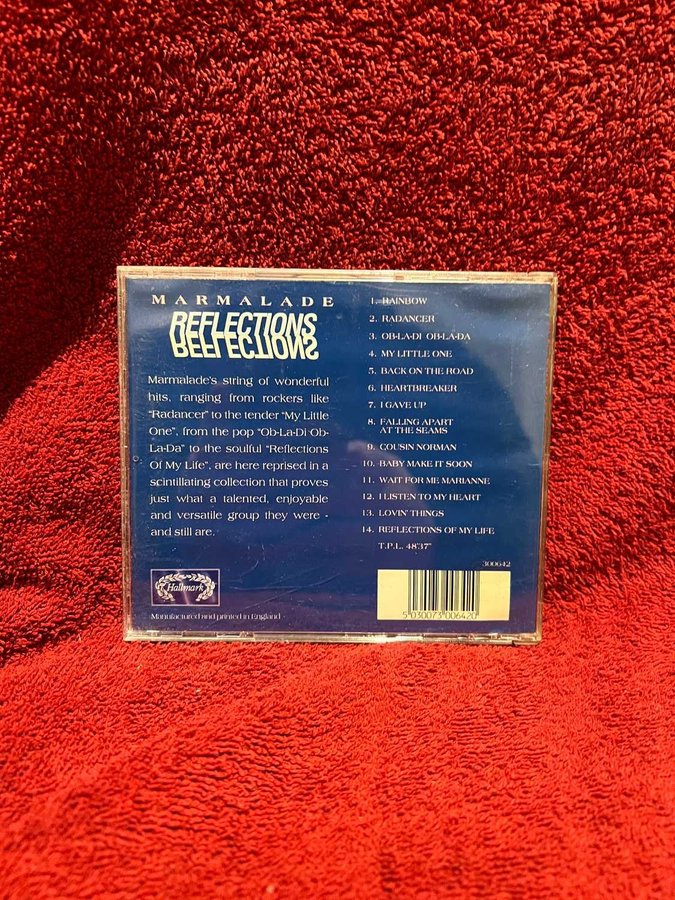 MARMALADE
REFLECTIONS
REFLECTIONS
Marmalade's string of wonderful
hits, ranging from rockers like
"Radancer" to the tender "My Little
One", from the pop "Ob-La-Di Ob-
La-Da" to the soulful "Reflections
Of My Life", are here reprised in a
scintillating collection that proves
just what a talented, enjoyable
and versatile group they were -
and still are.
Hallmark
Manufactured and printed in England
1. RAINBOW
2. RADANCER
3. OB-LA-DI OB-LA-DA
4. MY LITTLE ONE
5. BACK ON THE ROAD
6. HEARTBREAKER
7. I GAVE UP
8. FALLING APART
AT THE SEAMS
9. COUSIN NORMAN
10. BABY MAKE IT SOON
11. WAIT FOR ME MARIANNE
12. I LISTEN TO MY HEART
13. LOVIN' THINGS
14. REFLECTIONS OF MY LIFE
T.P.L. 48'37"
300642
5 030073 006420